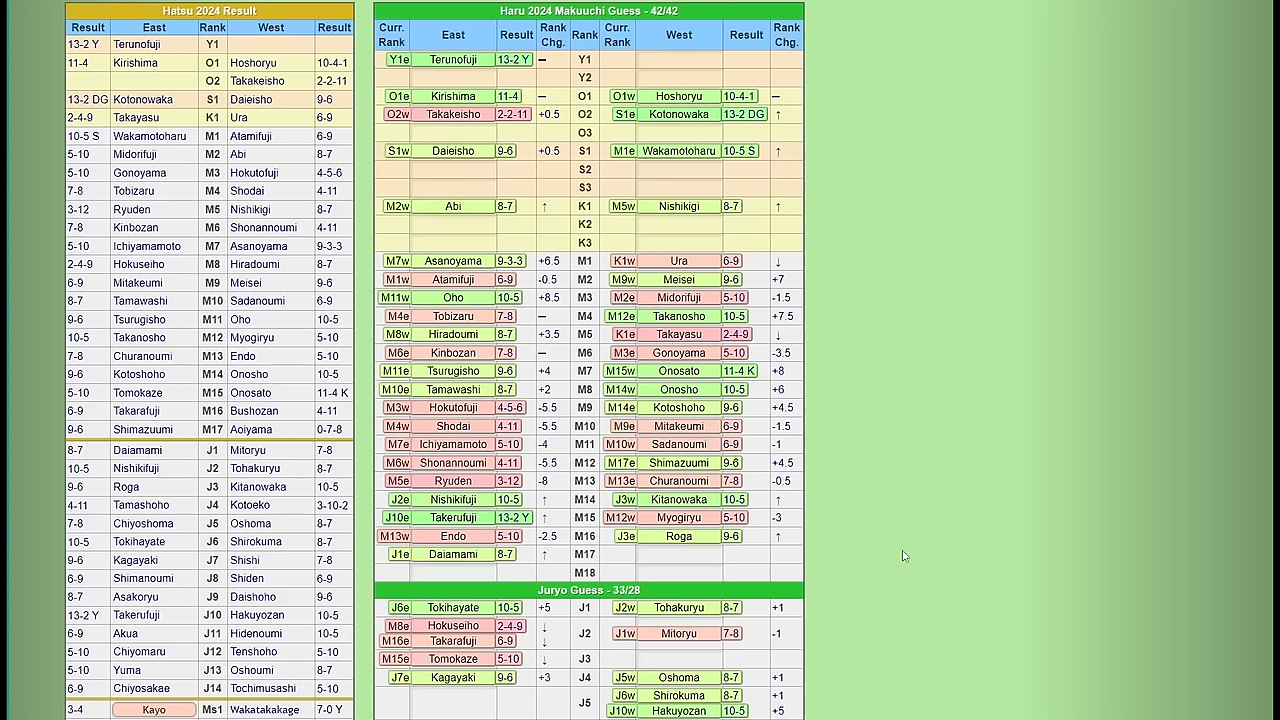 Hatsu 2024 Result
Result East Rank West Result
13-2 Y Terunofuji Y1
11-4 Kirishima O1 Hoshoryu 10-4-1
O2 Takakeisho 2-2-11
13-2 DG Kotonowaka S1 Daieisho 9-6
2-4-9 Takayasu K1 Ura 6-9
10-5 S Wakamotoharu M1 Atamifuji 6-9
5-10 Midorifuji M2 Abi 8-7
5-10 Gonoyama M3 Hokutofuji 4-5-6
7-8 Tobizaru M4 Shodai 4-11
3-12 Ryuden M5 Nishikigi 8-7
7-8 Kinbozan M6 Shonannoumi 4-11
5-10 Ichiyamamoto M7 Asanoyama 9-3-3
2-4-9 Hokuseiho M8 Hiradoumi 8-7
6-9 Mitakeumi M9 Meisei 9-6
8-7 Tamawashi M10 Sadanoumi 6-9
9-6 Tsurugisho M11 Oho 10-5
10-5 Takanosho M12 Myogiryu 5-10
7-8 Churanoumi M13 Endo 5-10
9-6 Kotoshoho M14 Onosho 10-5
5-10 Tomokaze M15 Onosato 11-4 K
6-9 Takarafuji M16 Bushozan 4-11
9-6 Shimazuumi M17 Aoiyama 0-7-8
8-7 Daiamami J1 Mitoryu 7-8
10-5 Nishikifuji J2 Tohakuryu 8-7
9-6 Roga J3 Kitanowaka 10-5
4-11 Tamashoho J4 Kotoeko 3-10-2
7-8 Chiyoshoma J5 Oshoma 8-7
10-5 Tokihayate J6 Shirokuma 8-7
9-6 Kagayaki J7 Shishi 7-8
6-9 Shimanoumi J8 Shiden 6-9
8-7 Asakoryu J9 Daishoho 9-6
13-2 Y Takerufuji J10 Hakuyozan 10-5
6-9 Akua J11 Hidenoumi 10-5
5-10 Chiyomaru J12 Tenshoho 5-10
5-10 Yuma J13 Oshoumi 8-7
6-9 Chiyosakae J14 Tochimusashi 5-10
3-4 Kayo Ms1 Wakatakakage 7-0 Y
Haru 2024 Makuuchi Guess - 42/42
Curr. Rank East Result Rank Chg. Rank Curr. Rank West Result Rank Chg.
Y1e Terunofuji 13-2 Y — Y1
Y2
O1e Kirishima 11-4 — O1 O1w Hoshoryu 10-4-1 —
O2w Takakeisho 2-2-11 +0.5 O2 S1e Kotonowaka 13-2 DG ↑
O3
S1w Daieisho 9-6 +0.5 S1 M1e Wakamotoharu 10-5 S ↑
S2
S3
M2w Abi 8-7 ↑ K1 M5w Nishikigi 8-7 ↑
K2
K3
M7w Asanoyama 9-3-3 +6.5 M1 K1w Ura 6-9 ↓
M1w Atamifuji 6-9 -0.5 M2 M9w Meisei 9-6 +7
M11w Oho 10-5 +8.5 M3 M2e Midorifuji 5-10 -1.5
M4e Tobizaru 7-8 — M4 M12e Takanosho 10-5 +7.5
M8w Hiradoumi 8-7 +3.5 M5 K1e Takayasu 2-4-9 ↓
M6e Kinbozan 7-8 — M6 M3e Gonoyama 5-10 -3.5
M11e Tsurugisho 9-6 +4 M7 M15w Onosato 11-4 K +8
M10e Tamawashi 8-7 +2 M8 M14w Onosho 10-5 +6
M3w Hokutofuji 4-5-6 -5.5 M9 M14e Kotoshoho 9-6 +4.5
M4w Shodai 4-11 -5.5 M10 M9e Mitakeumi 6-9 -1.5
M7e Ichiyamamoto 5-10 -4 M11 M10w Sadanoumi 6-9 -1
M6w Shonannoumi 4-11 -5.5 M12 M17e Shimazuumi 9-6 +4.5
M5e Ryuden 3-12 -8 M13 M13e Churanoumi 7-8 -0.5
J2e Nishikifuji 10-5 ↑ M14 J3w Kitanowaka 10-5 ↑
J10e Takerufuji 13-2 Y ↑ M15 M12w Myogiryu 5-10 -3
M13w Endo 5-10 -2.5 M16 J3e Roga 9-6 ↑
J1e Daiamami 8-7 ↑ M17
M18
Juryo Guess - 33/28
J6e Tokihayate 10-5 +5 J1 J2w Tohakuryu 8-7 +1
M8e Hokuseiho 2-4-9 ↓
M16e Takarafuji 6-9 ↓ J2 J1w Mitoryu 7-8 -1
M15e Tomokaze 5-10 ↓ J3
J7e Kagayaki 9-6 +3 J4 J5w Oshoma 8-7 +1
J5 J6w Shirokuma 8-7 +1
J10w Hakuyozan 10-5 +5